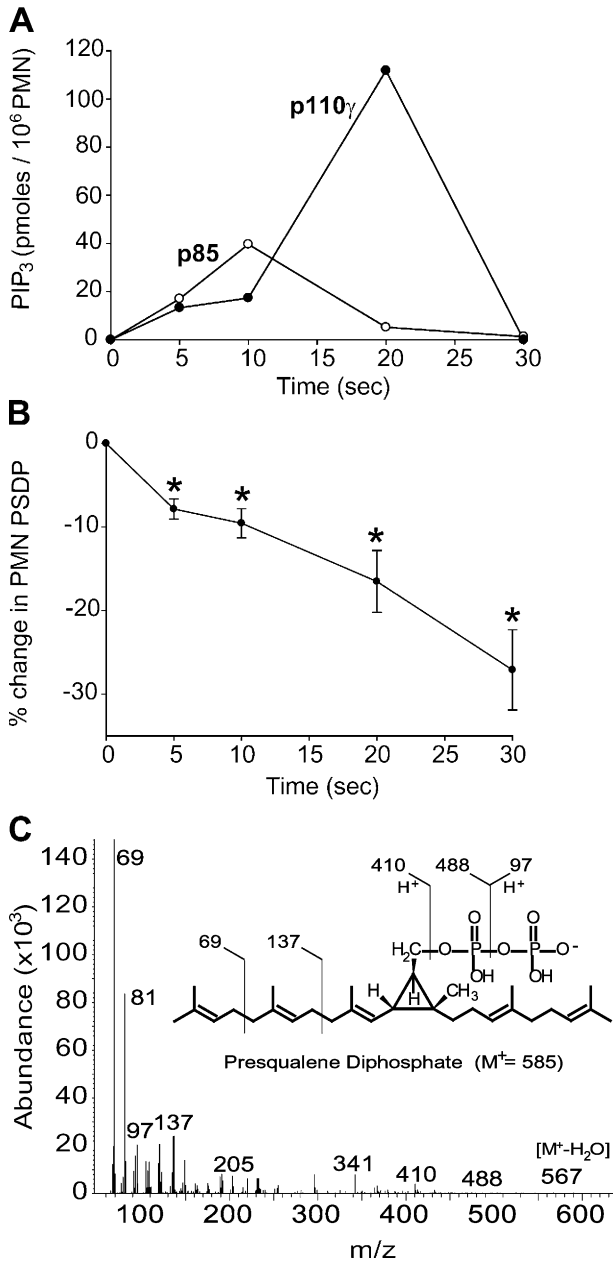 A
PIP3 (pmoles / 10⁶ PMN)
120
100
80
60
40
20
0
p110γ
p85
0 5 10 15 20 25 30
Time (sec)
B
% change in PMN PSDP
0
-10
-20
-30
* * * *
0 5 10 15 20 25 30
Time (sec)
C
Abundance (x10³)
140
120
100
80
60
40
20
0
69
81
97
137
205
341
410
488
[M⁺-H₂O]
567
410 H⁺
488 97
H⁺
69 137
H₂C O P O P O⁻
O O
OH OH
H H CH₃
Presqualene Diphosphate (M⁺= 585)
100 200 300 400 500 600
m/z